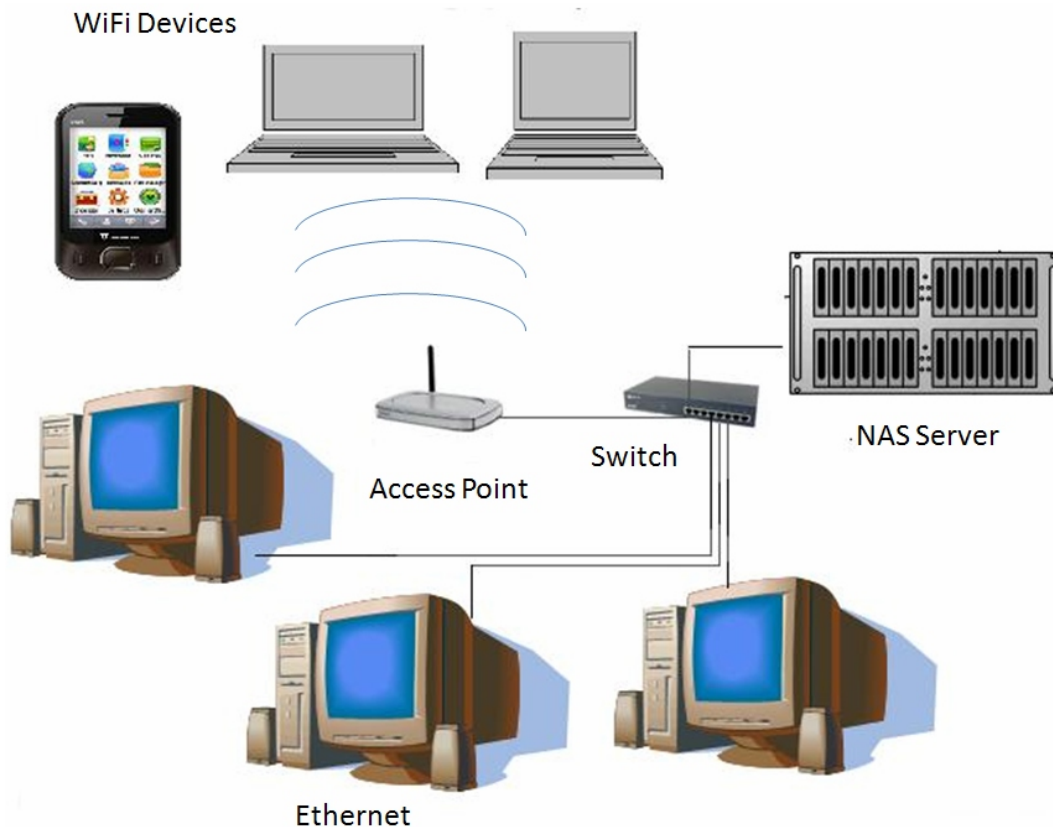 WiFi Devices
NAS Server
Switch
Access Point
Ethernet